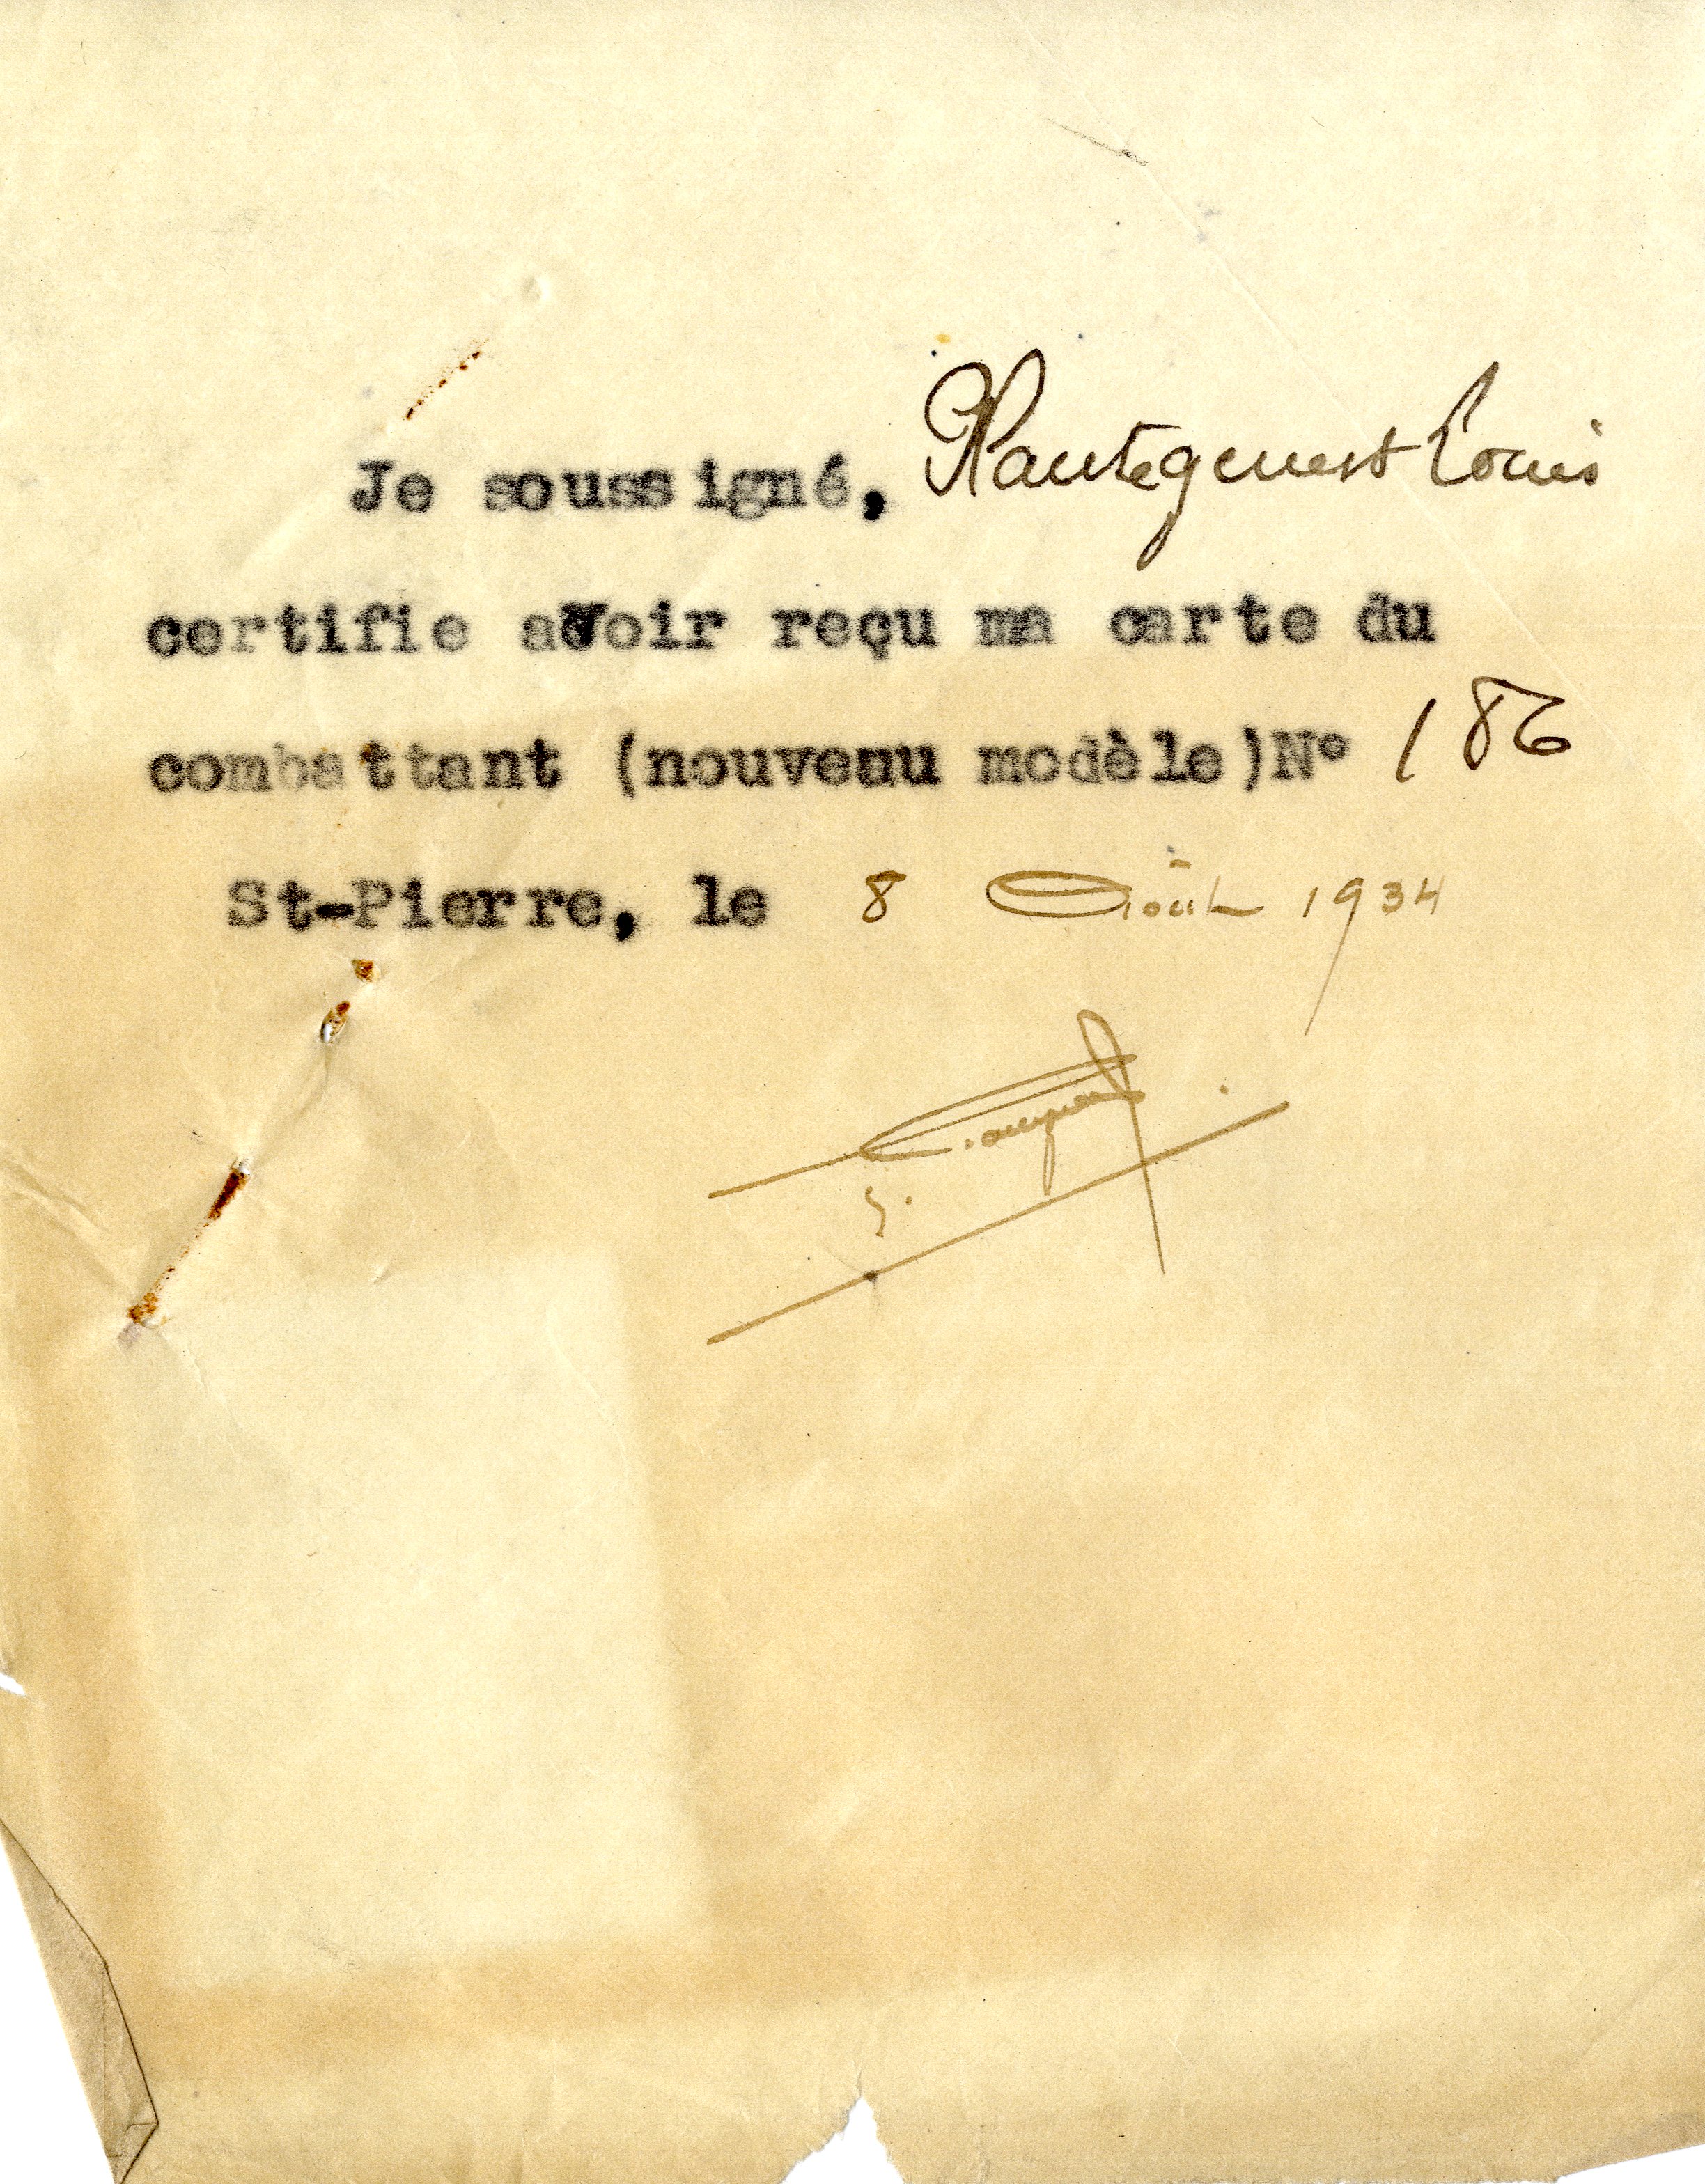 Je soussigné, Plantegenest Louis
certifie avoir reçu ma carte du
combattant (nouveau modèle) N° 186
St-Pierre, le 8 Août 1934